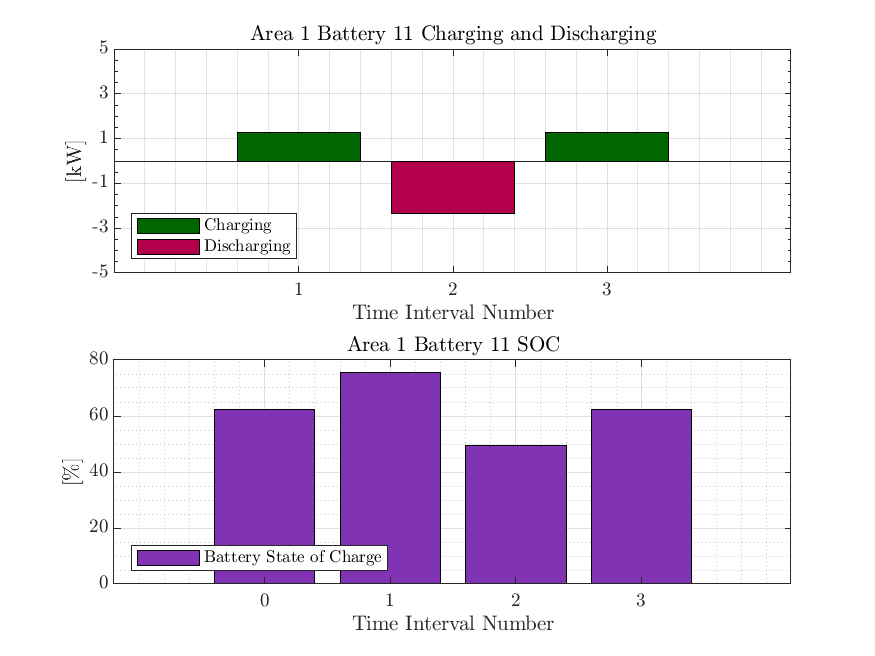 Area 1 Battery 11 Charging and Discharging
5
3
1
-1
-3
-5
[kW]
Charging
Discharging
1 2 3
Time Interval Number
Area 1 Battery 11 SOC
80
60
40
20
0
[%]
Battery State of Charge
0 1 2 3
Time Interval Number